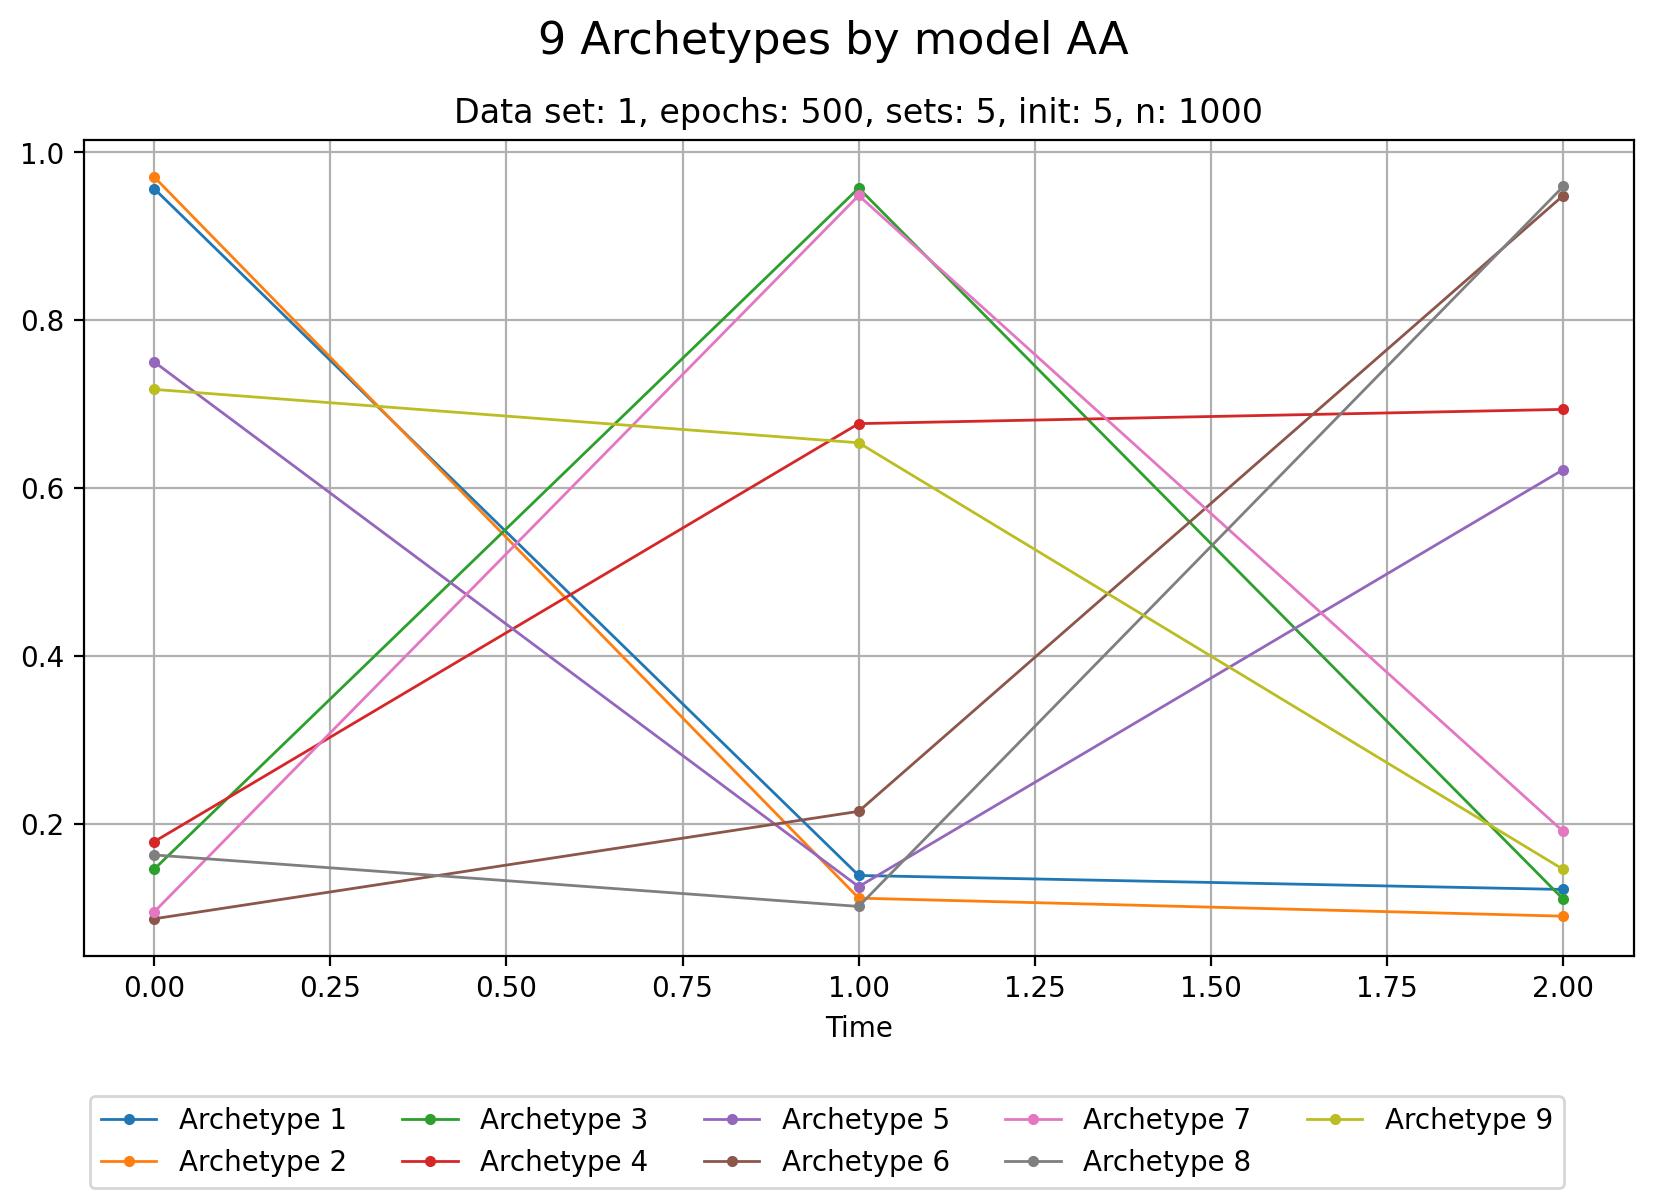 9 Archetypes by model AA
Data set: 1, epochs: 500, sets: 5, init: 5, n: 1000
1.0
0.8
0.6
0.4
0.2
0.00 0.25 0.50 0.75 1.00 1.25 1.50 1.75 2.00
Time
Archetype 1 Archetype 3 Archetype 5 Archetype 7 Archetype 9
Archetype 2 Archetype 4 Archetype 6 Archetype 8